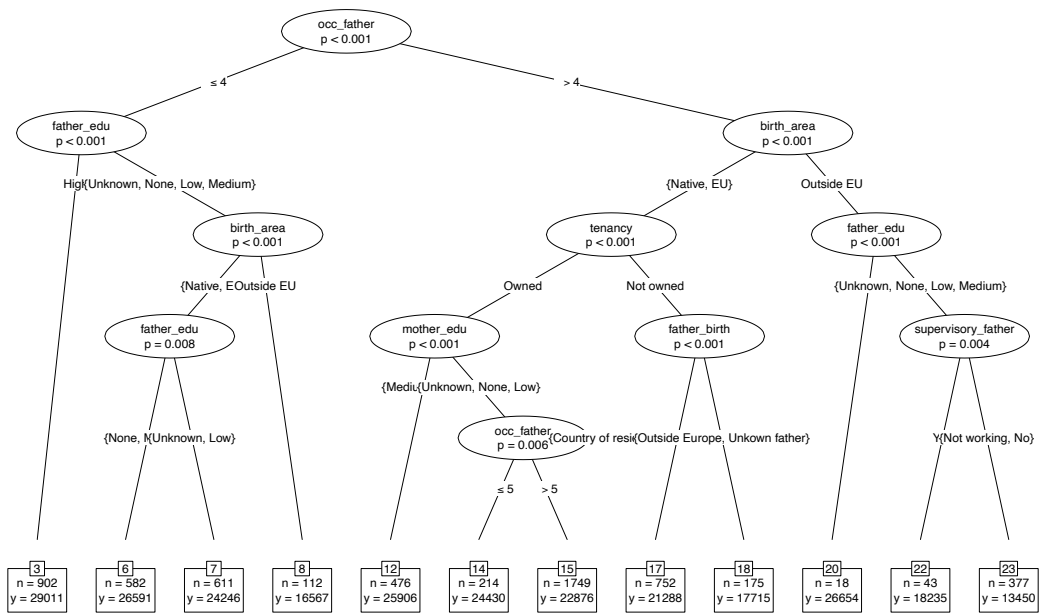 occ_father
p < 0.001
≤ 4
> 4
father_edu
p < 0.001
birth_area
p < 0.001
{Unknown, None, Low, Medium}
{Native, EU}
Outside EU
birth_area
p < 0.001
tenancy
p < 0.001
father_edu
p < 0.001
{Native, Outside EU
Owned
Not owned
{Unknown, None, Low, Medium}
father_edu
p = 0.008
mother_edu
p < 0.001
father_birth
p < 0.001
supervisory_father
p = 0.004
{Unknown, None, Low}
{None, {Unknown, Low}
occ_father
p = 0.006
{Country of {Outside Europe, Unkown father}
{Not working, No}
≤ 5
> 5
3
n = 902
y = 29011
6
n = 582
y = 26591
7
n = 611
y = 24246
8
n = 112
y = 16567
12
n = 476
y = 25906
14
n = 214
y = 24430
15
n = 1749
y = 22876
17
n = 752
y = 21288
18
n = 175
y = 17715
20
n = 18
y = 26654
22
n = 43
y = 18235
23
n = 377
y = 13450